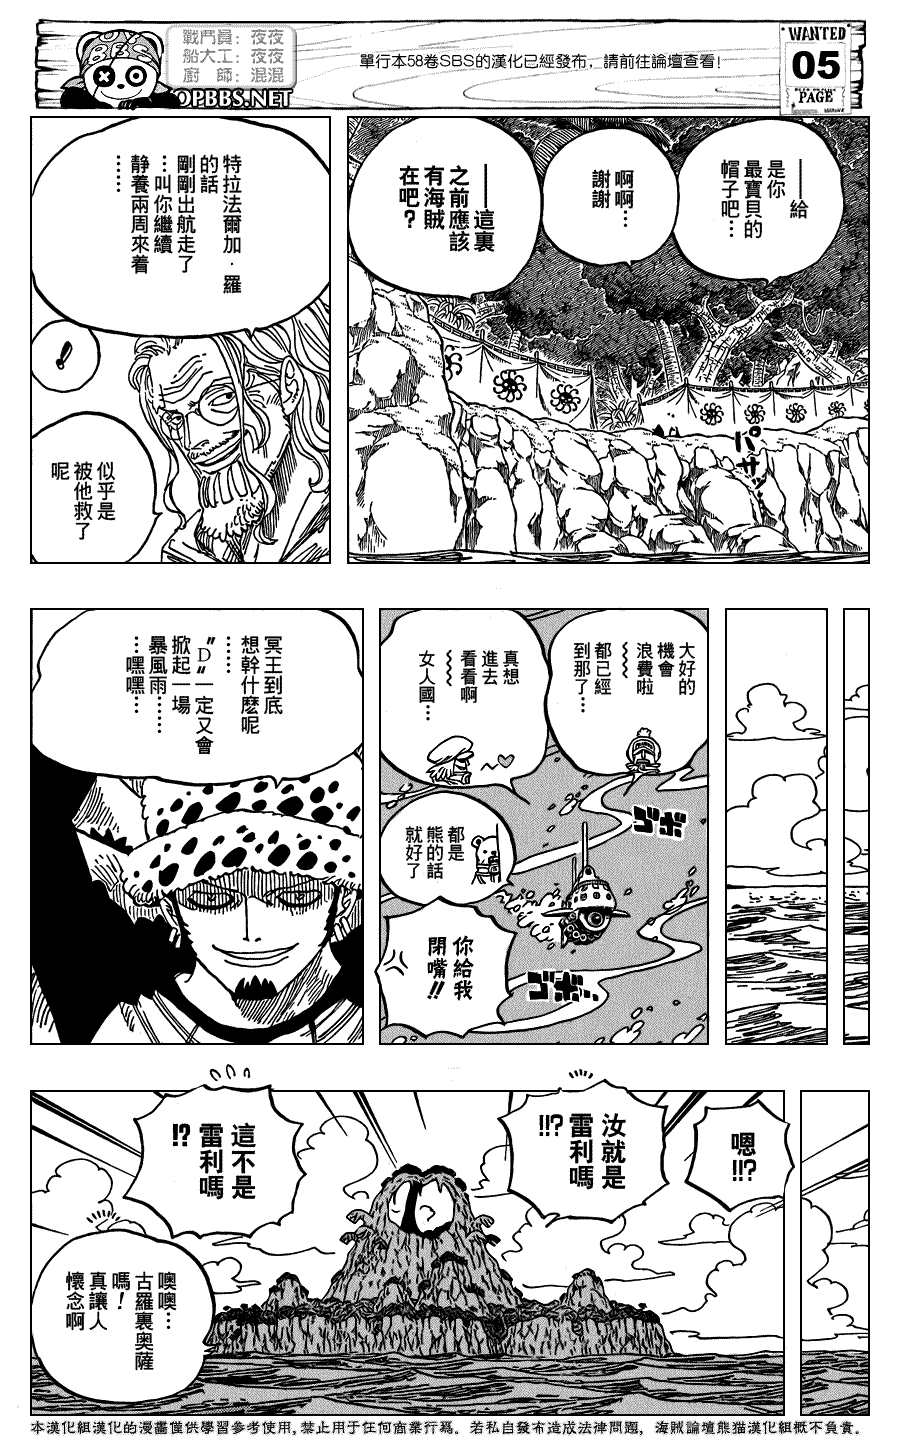 戰鬥員：夜夜
船大工：夜夜
廚　師：混混
OPBBS.NET
單行本58卷SBS的漢化已經發布，請前往論壇查看！
WANTED
05
PAGE
——給
是你
最寶貝的
帽子吧…
啊啊…
謝謝
——這裏
之前應該
有海賊
在吧？
パサッ
特拉法爾加．羅
的話
剛剛出航走了
…叫你繼續
靜養兩周來着
……
！
似乎是
被他救了
呢
大好的
機會
浪費啦
～～
都已經
到那了…
真想
進去
看看啊
～～
女人國…
都是
熊的話
就好了
你給我
閉嘴!!
ゴボ
ゴボ…
冥王到底
想幹什麽呢
……
"D"一定又會
掀起一場
暴風雨……
…嘿嘿…
嗯!!?
汝就是
雷利嗎
!!?
這不是
雷利嗎
!?
噢噢…
古羅裏奧薩
嗎！
真讓人
懷念啊
本漢化組漢化的漫畫僅供學習參考使用,禁止用于任何商業行爲。若私自發布造成法律問題，海賊論壇熊猫漢化組概不負責。